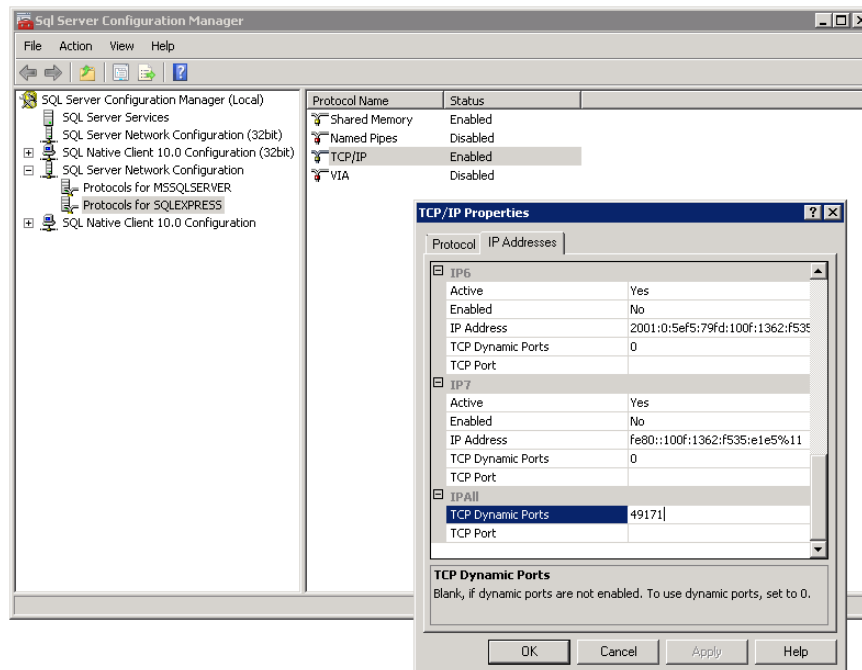 Sql Server Configuration Manager
File Action View Help
SQL Server Configuration Manager (Local)
SQL Server Services
SQL Server Network Configuration (32bit)
SQL Native Client 10.0 Configuration (32bit)
SQL Server Network Configuration
Protocols for MSSQLSERVER
Protocols for SQLEXPRESS
SQL Native Client 10.0 Configuration
Protocol Name Status
Shared Memory Enabled
Named Pipes Disabled
TCP/IP Enabled
VIA Disabled
TCP/IP Properties
Protocol IP Addresses
IP6
Active Yes
Enabled No
IP Address 2001:0:5ef5:79fd:100f:1362:f535
TCP Dynamic Ports 0
TCP Port
IP7
Active Yes
Enabled No
IP Address fe80::100f:1362:f535:e1e5%11
TCP Dynamic Ports 0
TCP Port
IPAll
TCP Dynamic Ports 49171
TCP Port
TCP Dynamic Ports
Blank, if dynamic ports are not enabled. To use dynamic ports, set to 0.
OK Cancel Apply Help